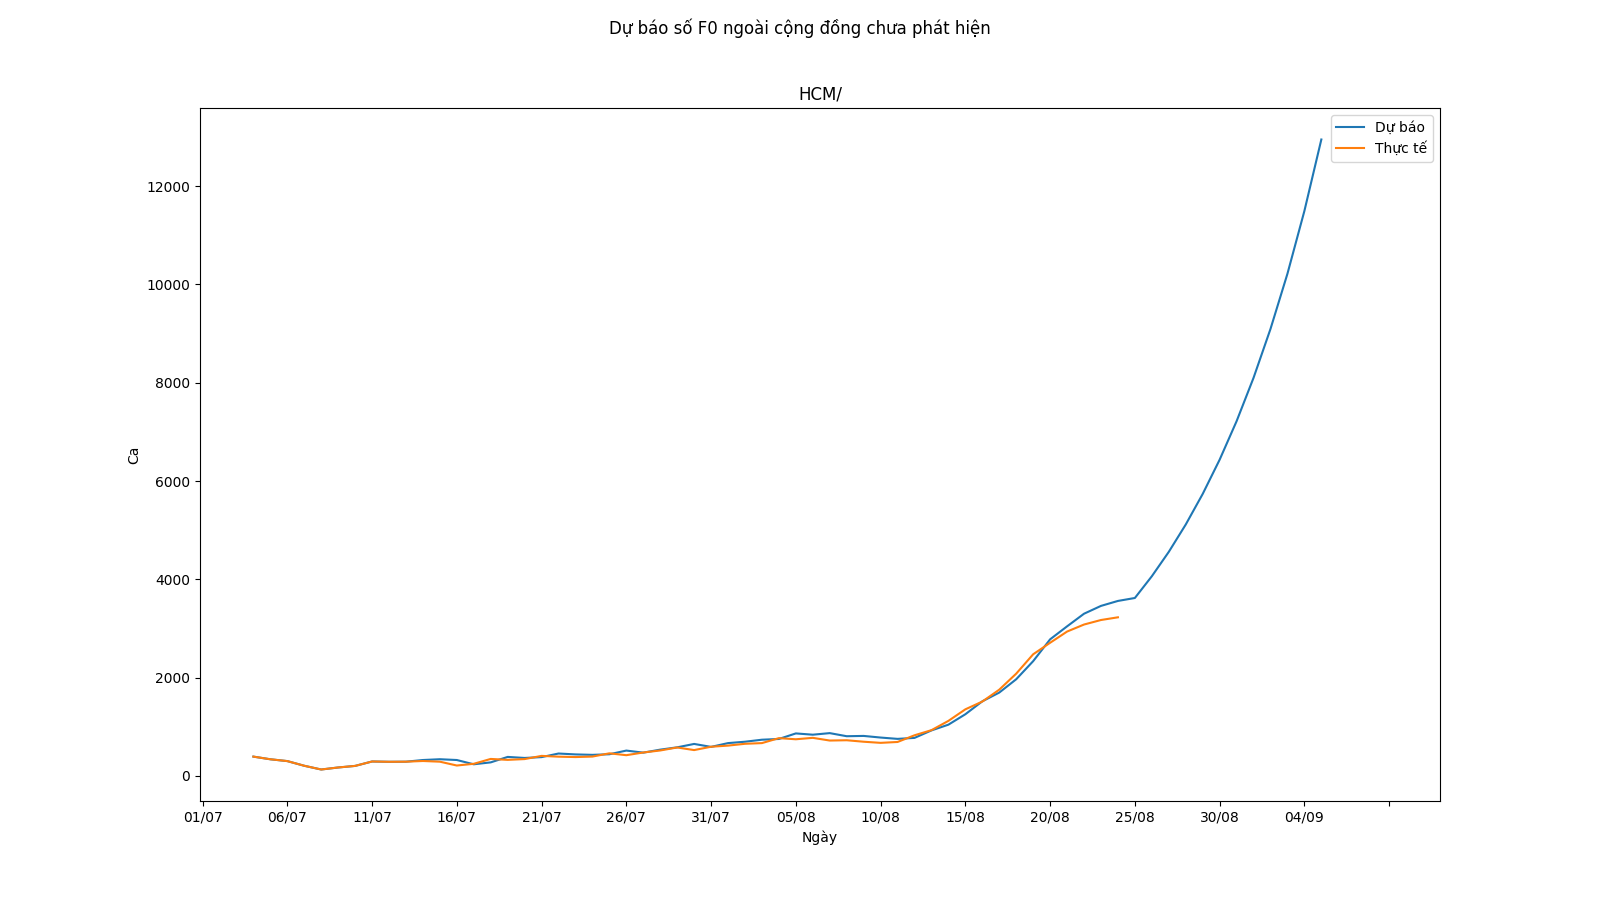 Dự báo số F0 ngoài cộng đồng chưa phát hiện
HCM/
Dự báo
Thực tế
12000
10000
8000
6000
4000
2000
0
Ca
01/07 06/07 11/07 16/07 21/07 26/07 31/07 05/08 10/08 15/08 20/08 25/08 30/08 04/09
Ngày